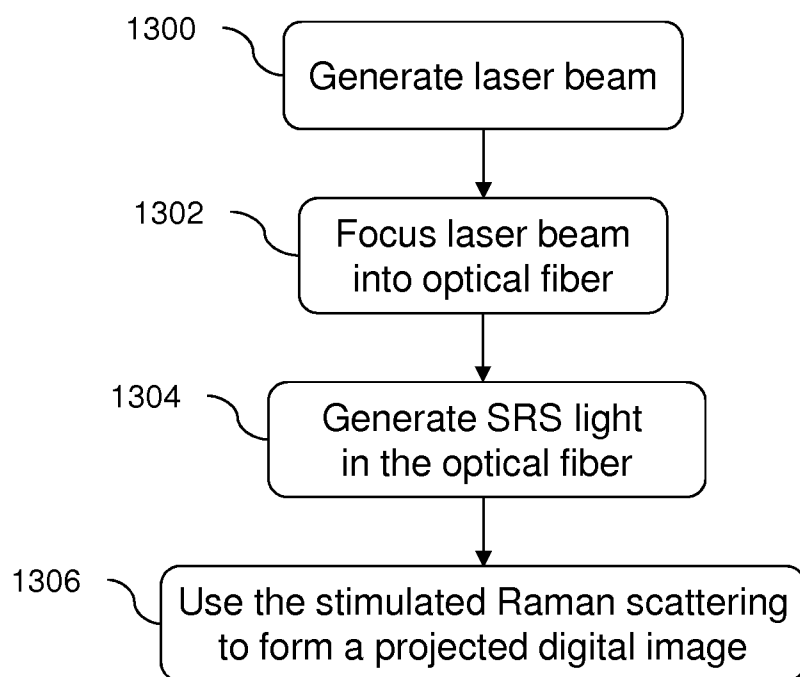 1300
Generate laser beam
1302
Focus laser beam
into optical fiber
1304
Generate SRS light
in the optical fiber
1306
Use the stimulated Raman scattering
to form a projected digital image